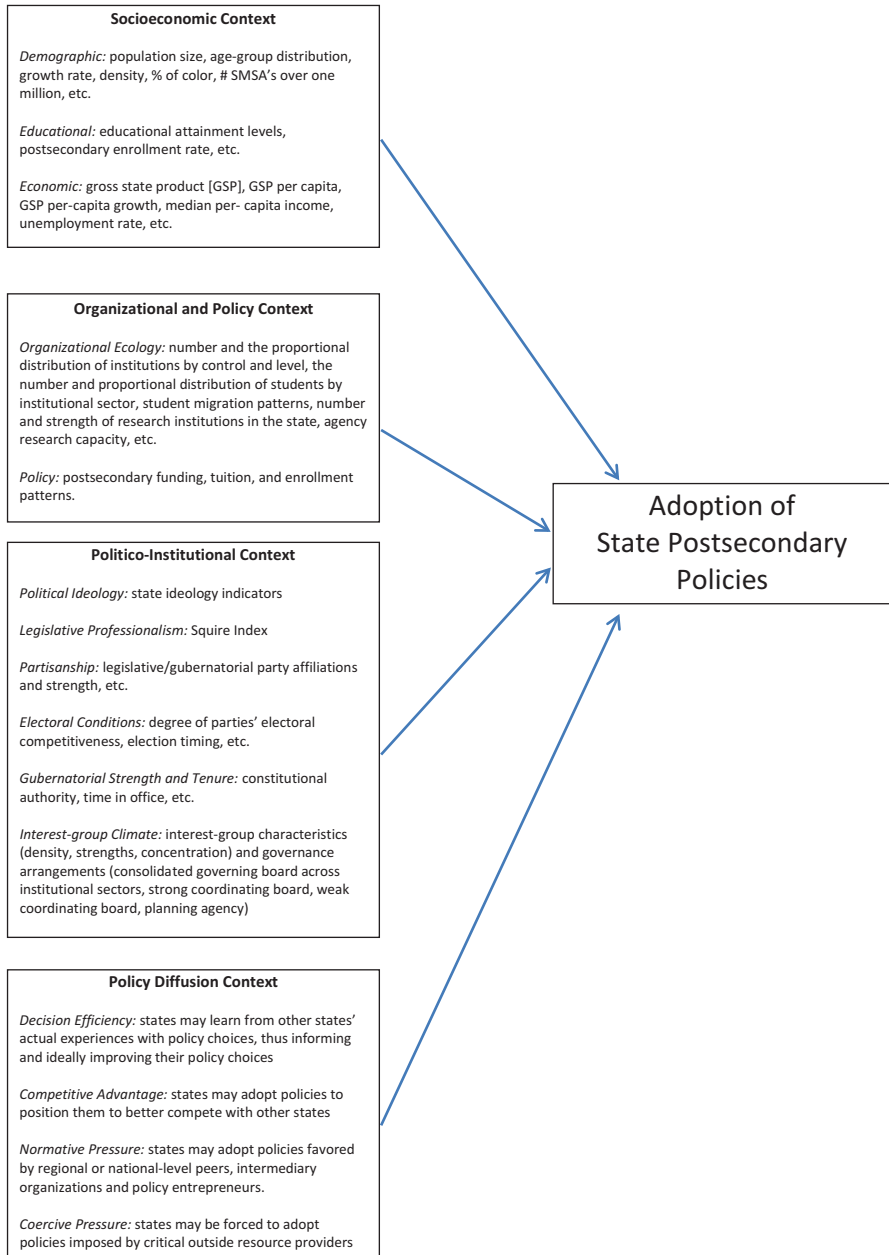 Socioeconomic Context
Demographic: population size, age-group distribution,
growth rate, density, % of color, # SMSA's over one
million, etc.
Educational: educational attainment levels,
postsecondary enrollment rate, etc.
Economic: gross state product [GSP], GSP per capita,
GSP per-capita growth, median per- capita income,
unemployment rate, etc.
Organizational and Policy Context
Organizational Ecology: number and the proportional
distribution of institutions by control and level, the
number and proportional distribution of students by
institutional sector, student migration patterns, number
and strength of research institutions in the state, agency
research capacity, etc.
Policy: postsecondary funding, tuition, and enrollment
patterns.
Politico-Institutional Context
Political Ideology: state ideology indicators
Legislative Professionalism: Squire Index
Partisanship: legislative/gubernatorial party affiliations
and strength, etc.
Electoral Conditions: degree of parties' electoral
competitiveness, election timing, etc.
Gubernatorial Strength and Tenure: constitutional
authority, time in office, etc.
Interest-group Climate: interest-group characteristics
(density, strengths, concentration) and governance
arrangements (consolidated governing board across
institutional sectors, strong coordinating board, weak
coordinating board, planning agency)
Policy Diffusion Context
Decision Efficiency: states may learn from other states'
actual experiences with policy choices, thus informing
and ideally improving their policy choices
Competitive Advantage: states may adopt policies to
position them to better compete with other states
Normative Pressure: states may adopt policies favored
by regional or national-level peers, intermediary
organizations and policy entrepreneurs.
Coercive Pressure: states may be forced to adopt
policies imposed by critical outside resource providers
Adoption of
State Postsecondary
Policies